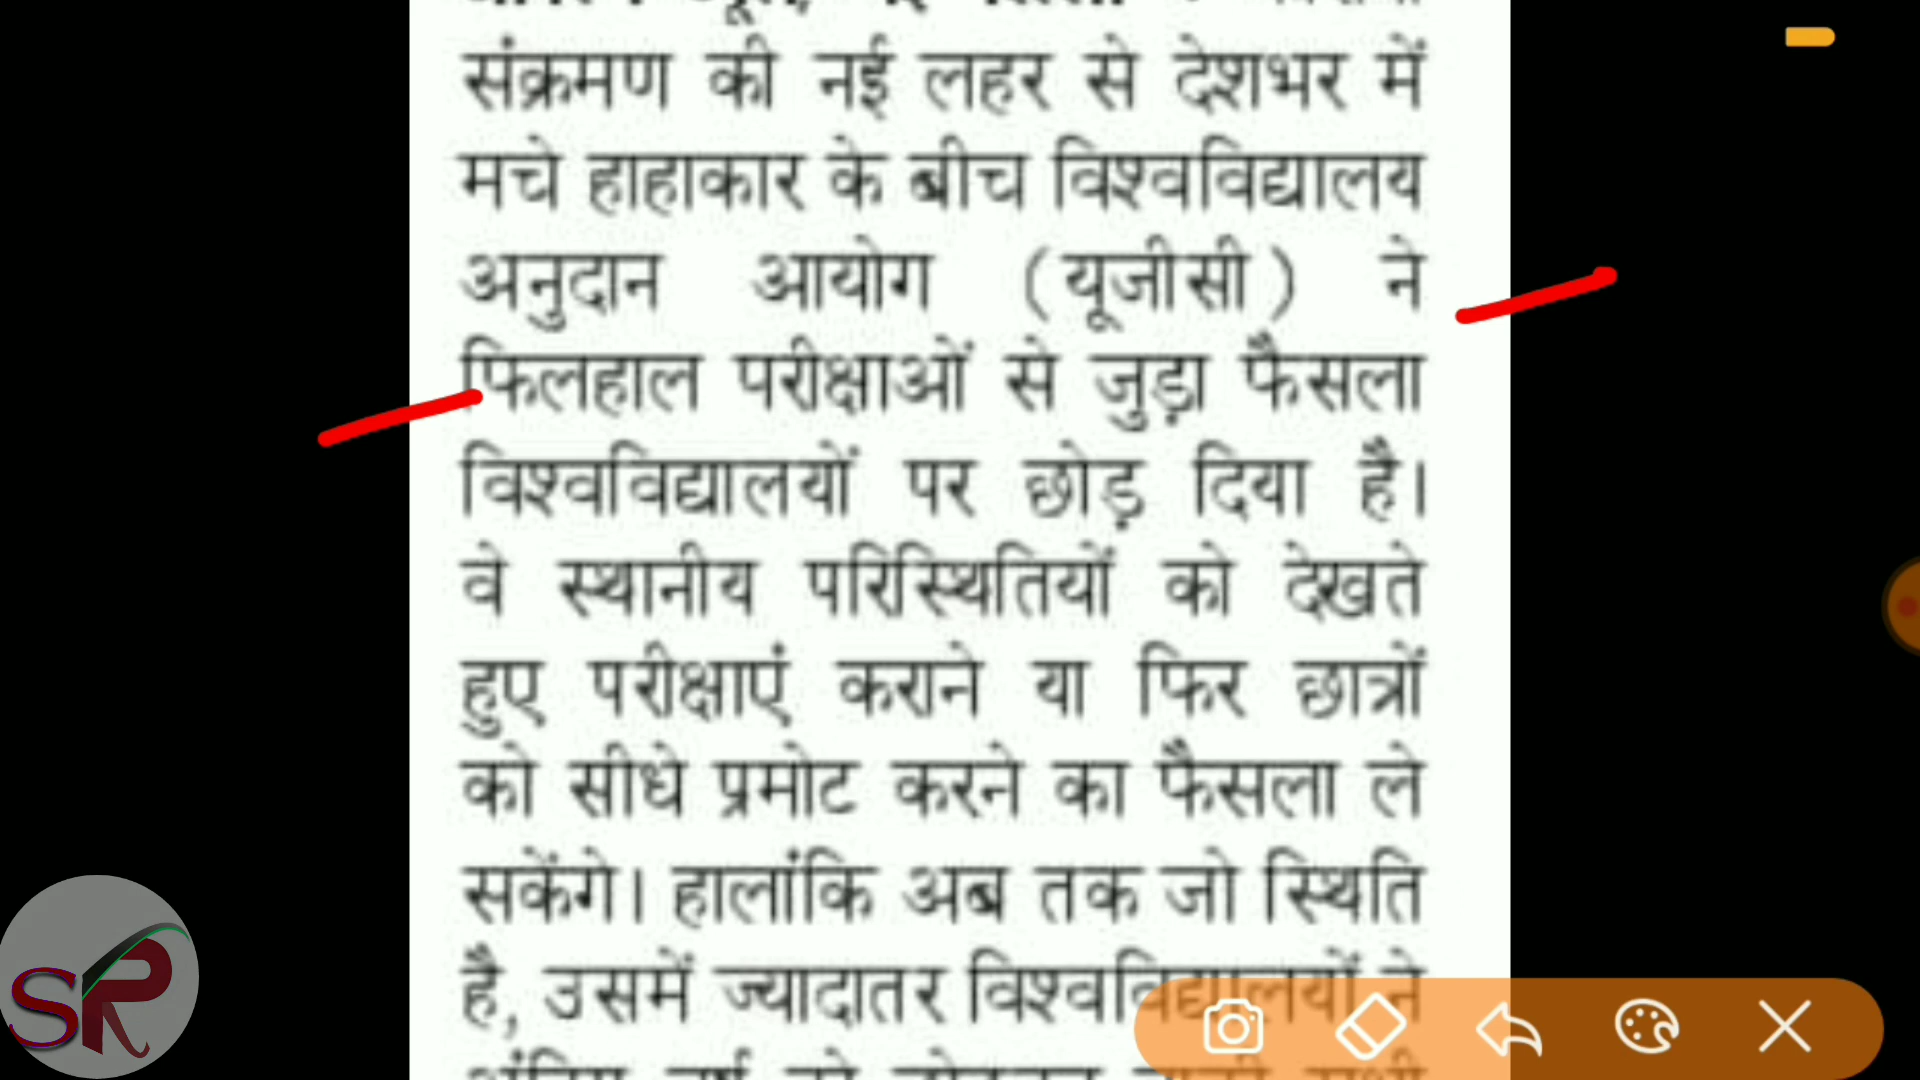 संक्रमण की नई लहर से देशभर में
मचे हाहाकार के बीच विश्वविद्यालय
अनुदान आयोग (यूजीसी) ने
फिलहाल परीक्षाओं से जुड़ा फैसला
विश्वविद्यालयों पर छोड़ दिया है।
वे स्थानीय परिस्थितियों को देखते
हुए परीक्षाएं कराने या फिर छात्रों
को सीधे प्रमोट करने का फैसला ले
सकेंगे। हालांकि अब तक जो स्थिति
है, उसमें ज्यादातर विश्वविद्यालयों ने
SR